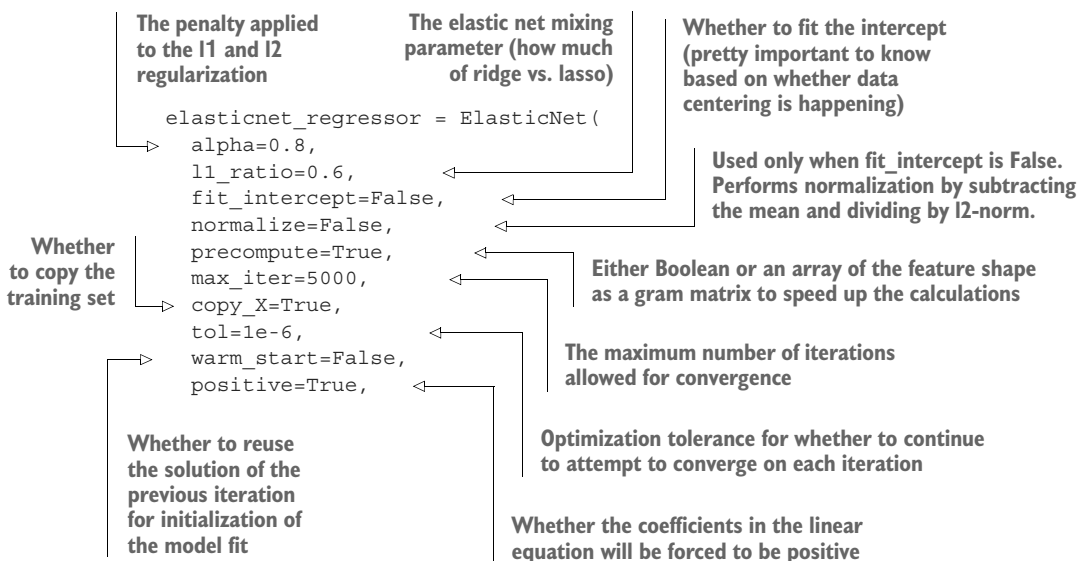 The penalty applied
to the l1 and l2
regularization
The elastic net mixing
parameter (how much
of ridge vs. lasso)
Whether to fit the intercept
(pretty important to know
based on whether data
centering is happening)
elasticnet_regressor = ElasticNet(
alpha=0.8,
l1_ratio=0.6,
fit_intercept=False,
normalize=False,
precompute=True,
max_iter=5000,
copy_X=True,
tol=1e-6,
warm_start=False,
positive=True,
Used only when fit_intercept is False.
Performs normalization by subtracting
the mean and dividing by l2-norm.
Whether
to copy the
training set
Either Boolean or an array of the feature shape
as a gram matrix to speed up the calculations
The maximum number of iterations
allowed for convergence
Optimization tolerance for whether to continue
to attempt to converge on each iteration
Whether to reuse
the solution of the
previous iteration
for initialization of
the model fit
Whether the coefficients in the linear
equation will be forced to be positive